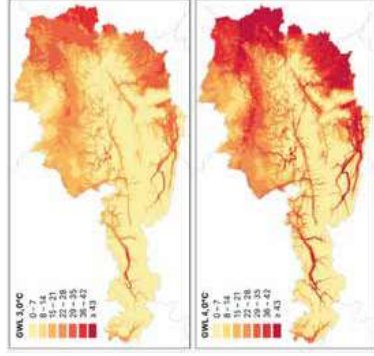 GWL 3,0°C
0 – 7
8 – 14
15 – 21
22 – 28
29 – 35
36 – 42
≥ 43
GWL 4,0°C
0 – 7
8 – 14
15 – 21
22 – 28
29 – 35
36 – 42
≥ 43